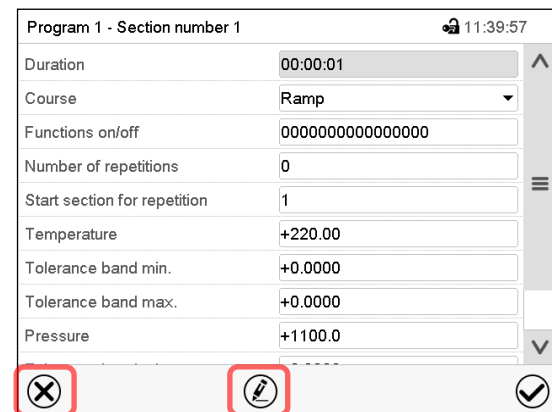 Program 1 - Section number 1 11:39:57
Duration 00:00:01
Course Ramp
Functions on/off 0000000000000000
Number of repetitions 0
Start section for repetition 1
Temperature +220.00
Tolerance band min. +0.0000
Tolerance band max. +0.0000
Pressure +1100.0